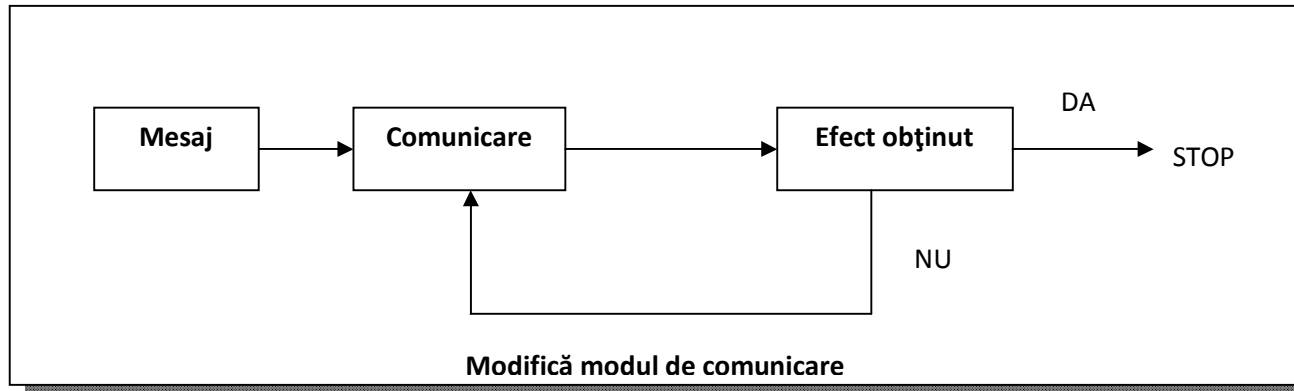 DA
Mesaj
Comunicare
Efect obţinut
STOP
NU
Modifică modul de comunicare